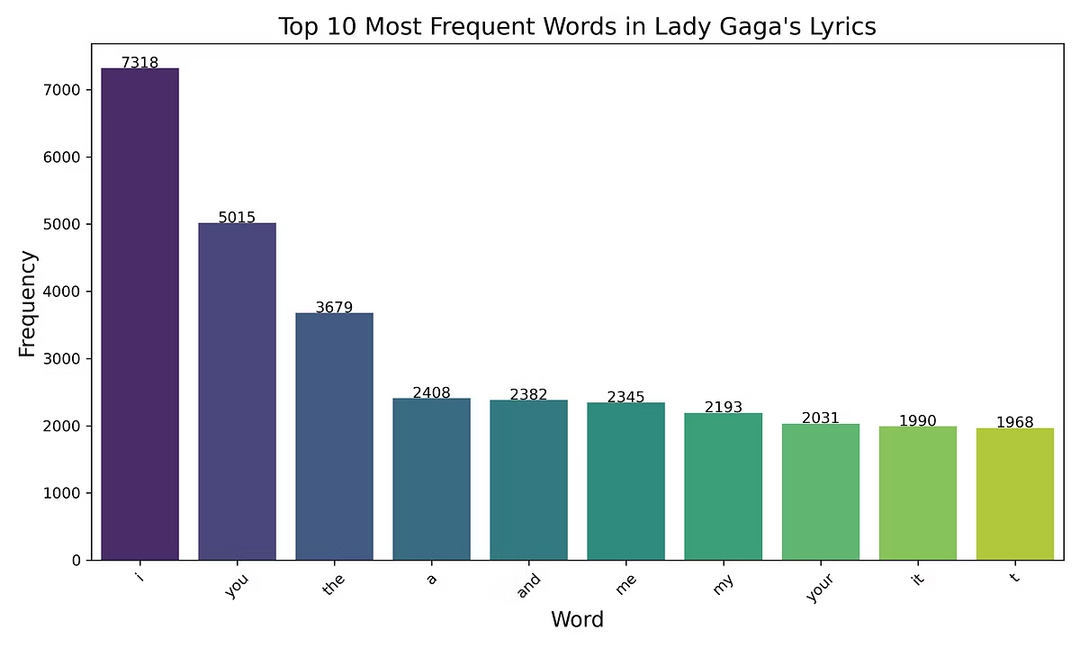 Top 10 Most Frequent Words in Lady Gaga's Lyrics
7318
7000
6000
5015
5000
4000
3679
3000
2408
2382
2345
2193
2031
1990
1968
2000
1000
0
Frequency
i
you
the
a
and
me
my
your
it
t
Word